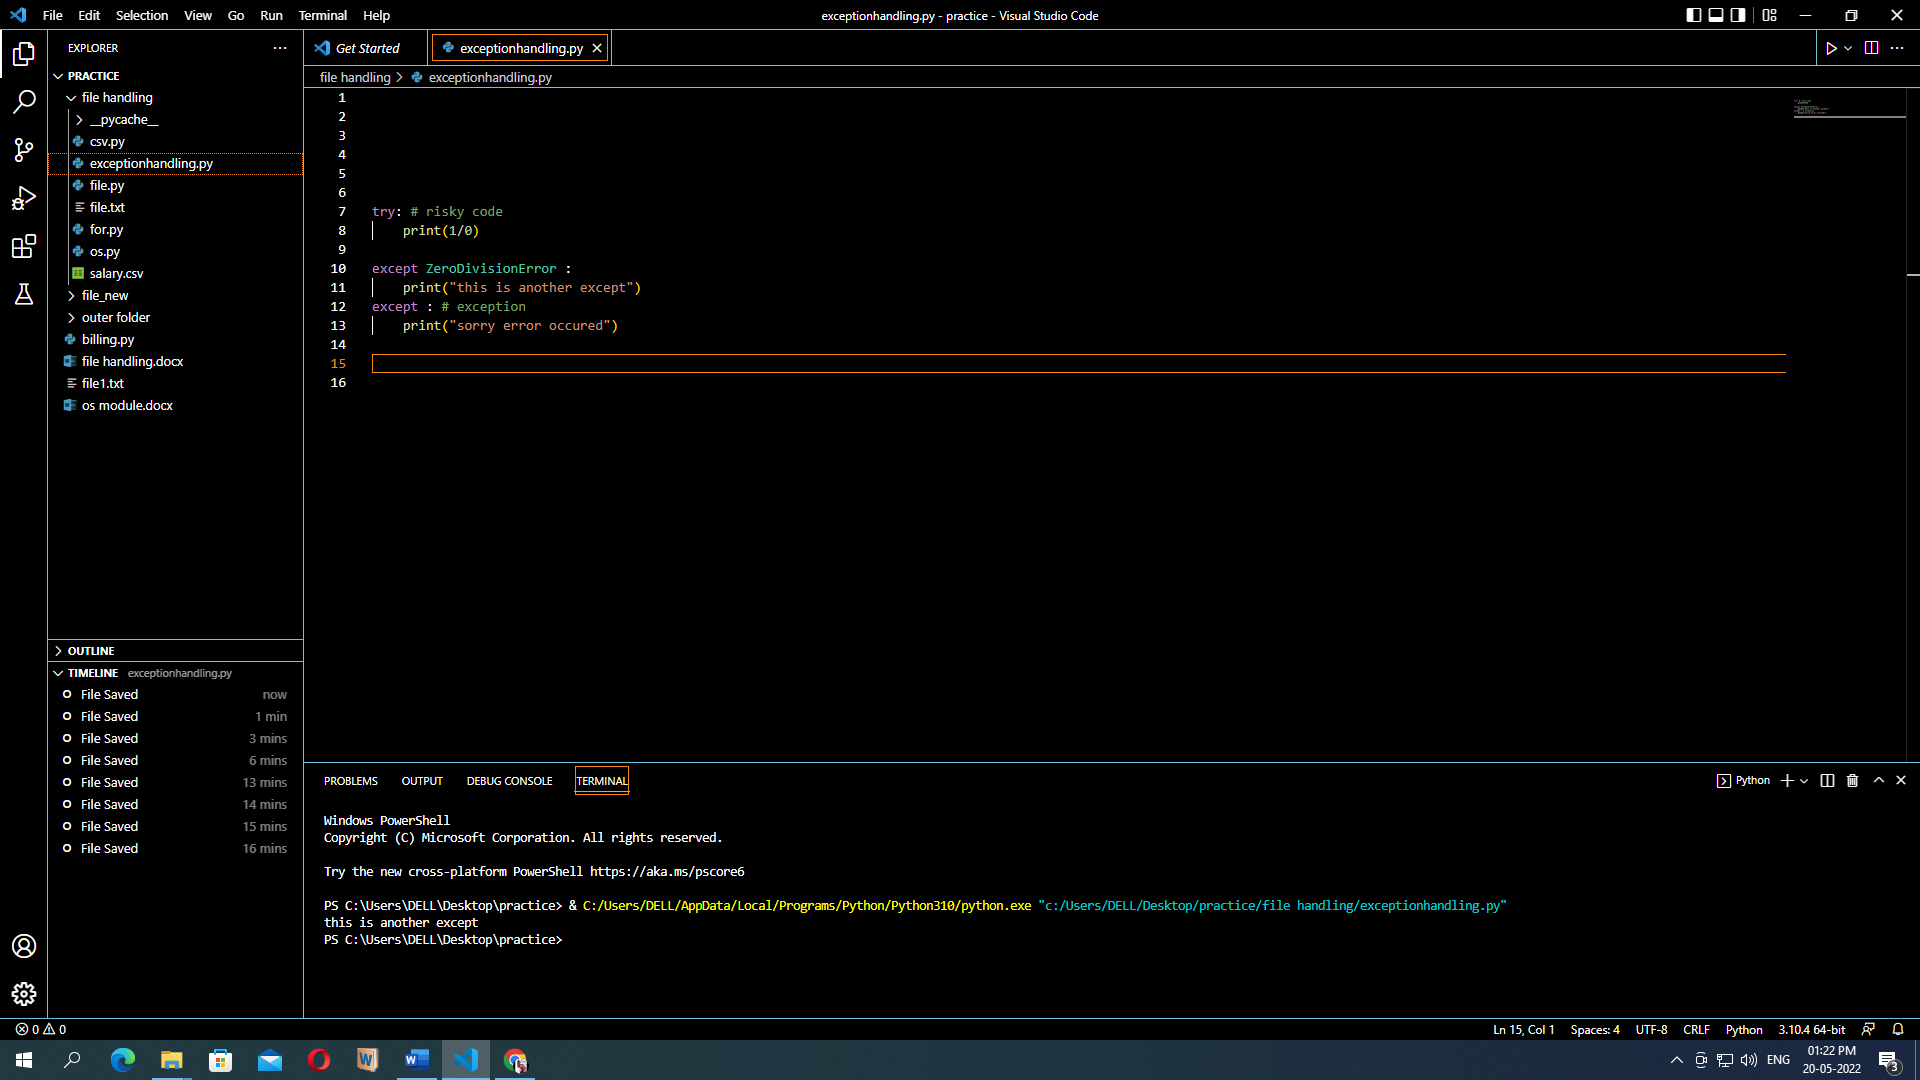 File Edit Selection View Go Run Terminal Help
exceptionhandling.py - practice - Visual Studio Code
EXPLORER
PRACTICE
file handling
__pycache__
csv.py
exceptionhandling.py
file.py
file.txt
for.py
os.py
salary.csv
file_new
outer folder
billing.py
file handling.docx
file1.txt
os module.docx
OUTLINE
TIMELINE exceptionhandling.py
File Saved now
File Saved 1 min
File Saved 3 mins
File Saved 6 mins
File Saved 13 mins
File Saved 14 mins
File Saved 15 mins
File Saved 16 mins
Get Started exceptionhandling.py
file handling > exceptionhandling.py
1
2
3
4
5
6
7 try: # risky code
8 print(1/0)
9
10 except ZeroDivisionError :
11 print("this is another except")
12 except : # exception
13 print("sorry error occured")
14
15
16
PROBLEMS OUTPUT DEBUG CONSOLE TERMINAL
Python
Windows PowerShell
Copyright (C) Microsoft Corporation. All rights reserved.
Try the new cross-platform PowerShell https://aka.ms/pscore6
PS C:\Users\DELL\Desktop\practice> & C:/Users/DELL/AppData/Local/Programs/Python/Python310/python.exe "c:/Users/DELL/Desktop/practice/file handling/exceptionhandling.py"
this is another except
PS C:\Users\DELL\Desktop\practice>
0 0
Ln 15, Col 1 Spaces: 4 UTF-8 CRLF Python 3.10.4 64-bit
ENG
01:22 PM
20-05-2022
3